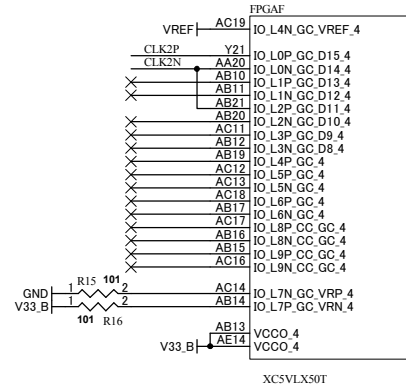 FPGAF
VREF AC19 IO_L4N_GC_VREF_4
CLK2P Y21 IO_L0P_GC_D15_4
CLK2N AA20 IO_L0N_GC_D14_4
AB10 IO_L1P_GC_D13_4
AB11 IO_L1N_GC_D12_4
AB21 IO_L2P_GC_D11_4
AB20 IO_L2N_GC_D10_4
AC11 IO_L3P_GC_D9_4
AB12 IO_L3N_GC_D8_4
AB19 IO_L4P_GC_4
AC12 IO_L5P_GC_4
AC13 IO_L5N_GC_4
AC18 IO_L6P_GC_4
AB17 IO_L6N_GC_4
AC17 IO_L8P_CC_GC_4
AB16 IO_L8N_CC_GC_4
AB15 IO_L9P_CC_GC_4
AC16 IO_L9N_CC_GC_4
R15 101
GND 1 2 AC14 IO_L7N_GC_VRP_4
V33_B 1 2 AB14 IO_L7P_GC_VRN_4
101 R16
AB13 VCCO_4
V33_B AE14 VCCO_4
XC5VLX50T